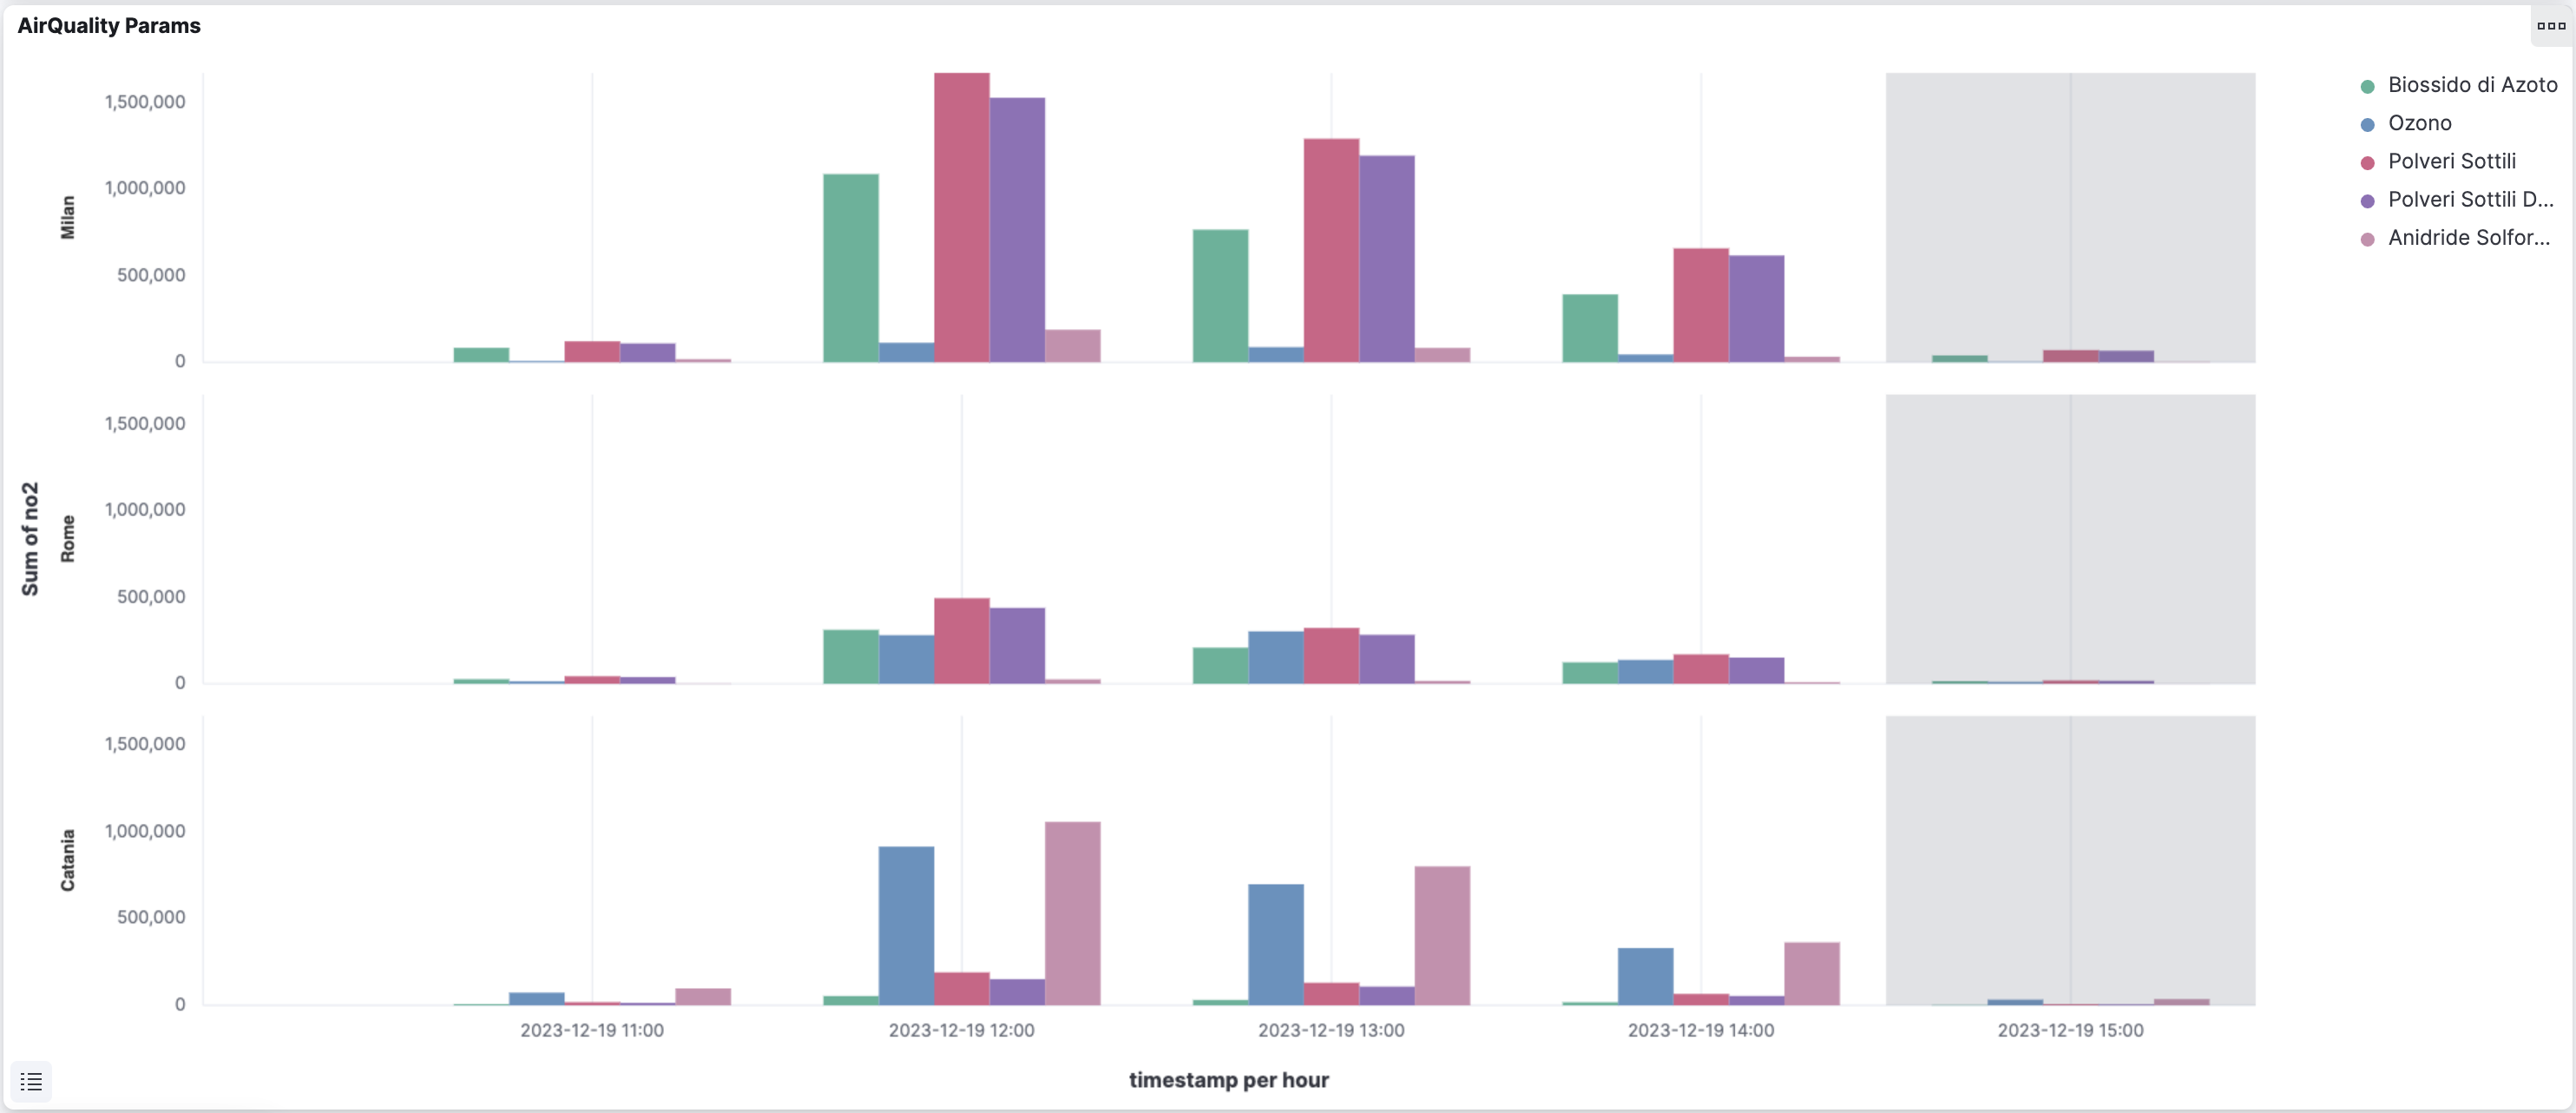 AirQuality Params
Biossido di Azoto
Ozono
Polveri Sottili
Polveri Sottili D...
Anidride Solfor...
Sum of no2
Milan
1,500,000
1,000,000
500,000
0
Rome
1,500,000
1,000,000
500,000
0
Catania
1,500,000
1,000,000
500,000
0
2023-12-19 11:00
2023-12-19 12:00
2023-12-19 13:00
2023-12-19 14:00
2023-12-19 15:00
timestamp per hour